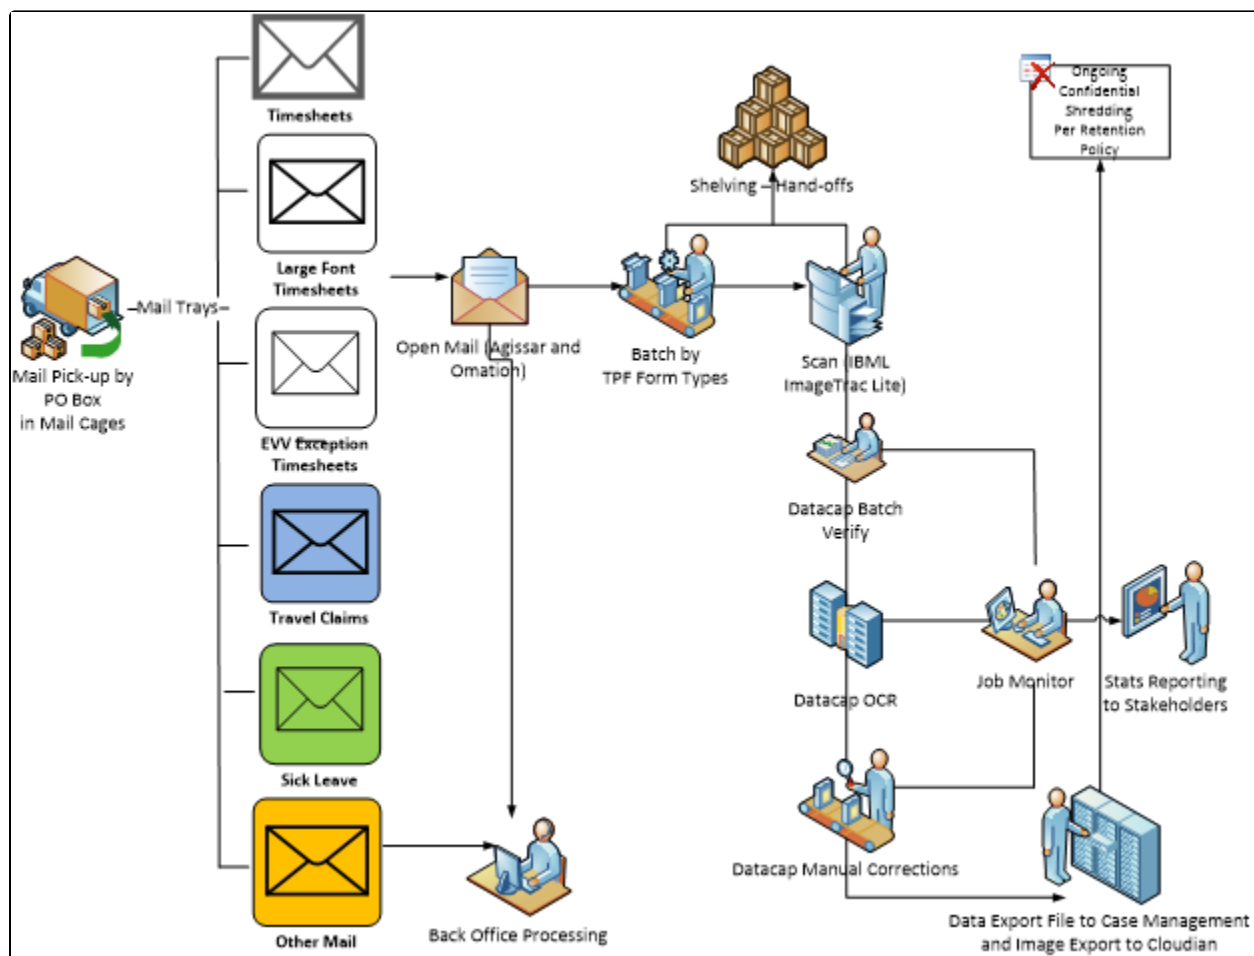 Timesheets
Large Font
Timesheets
EVV Exception
Timesheets
Travel Claims
Sick Leave
Other Mail
Mail Trays
Mail Pick-up by
PO Box
in Mail Cages
Open Mail (Agissar and
Omation)
Back Office Processing
Batch by
TPF Form Types
Shelving – Hand-offs
Scan (IBML
ImageTrac Lite)
Datacap Batch
Verify
Datacap OCR
Datacap Manual Corrections
Job Monitor
Stats Reporting
to Stakeholders
Data Export File to Case Management
and Image Export to Cloudian
Ongoing
Confidential
Shredding
Per Retention
Policy